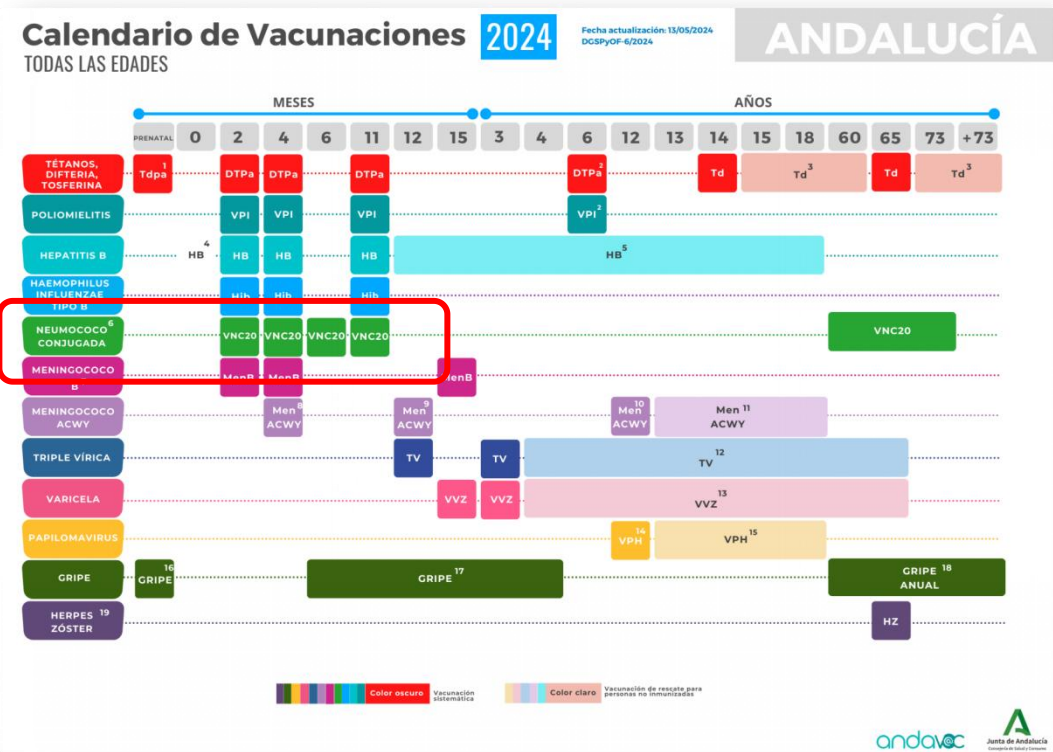 Calendario de Vacunaciones 2024
Fecha actualización: 13/05/2024
DGSPyOF-6/2024
ANDALUCÍA
TODAS LAS EDADES
MESES AÑOS
PRENATAL 0 2 4 6 11 12 15 3 4 6 12 13 14 15 18 60 65 73 +73
TÉTANOS,
DIFTERIA,
TOSFERINA
Tdpa 1 DTPa DTPa DTPa DTPa 2 Td Td 3 Td Td 3
POLIOMIELITIS VPI VPI VPI VPI 2
HEPATITIS B HB 4 HB HB HB HB 5
HAEMOPHILUS
INFLUENZAE
TIPO B
Hib Hib Hib
NEUMOCOCO 6
CONJUGADA
VNC20 VNC20 VNC20 VNC20 VNC20
MENINGOCOCO
B
MenB MenB MenB
MENINGOCOCO
ACWY
Men 8 Men 9 Men 10 Men 11
ACWY ACWY ACWY ACWY
TRIPLE VÍRICA TV TV TV 12
VARICELA VVZ VVZ VVZ 13
PAPILOMAVIRUS VPH 14 VPH 15
GRIPE GRIPE 16 GRIPE 17 GRIPE 18
ANUAL
HERPES 19
ZÓSTER
HZ
Color oscuro Vacunación
sistemática
Color claro Vacunación de rescate para
personas no inmunizadas
andavac
Junta de Andalucía
Consejería de Salud y Consumo